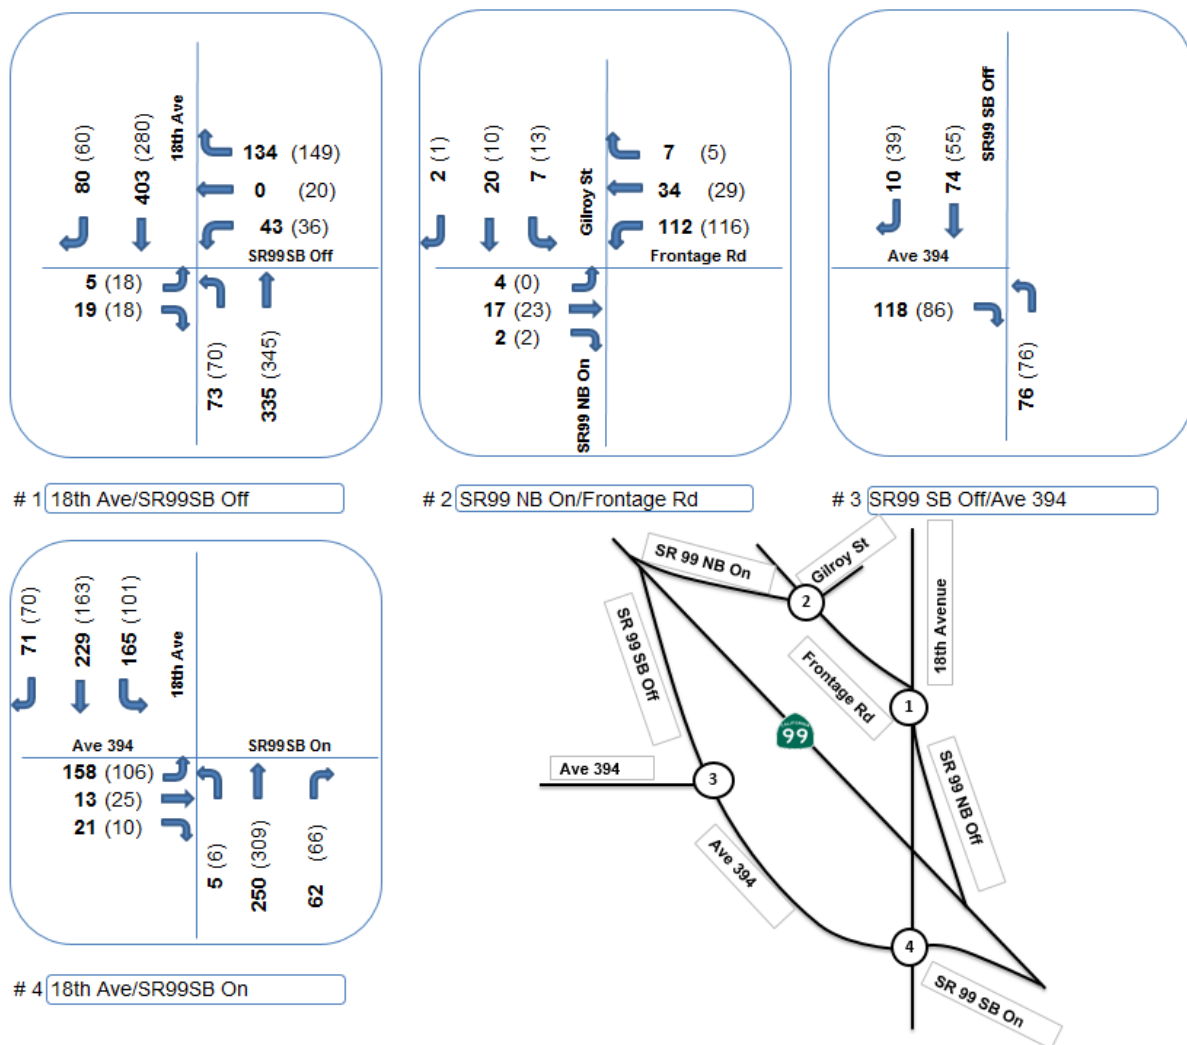 80 (60)
403 (280)
18th Ave
134 (149)
0 (20)
43 (36)
SR99SB Off
5 (18)
19 (18)
73 (70)
335 (345)
# 1 18th Ave/SR99SB Off
2 (1)
20 (10)
7 (13)
Gilroy St
7 (5)
34 (29)
112 (116)
Frontage Rd
4 (0)
17 (23)
2 (2)
SR99 NB On
# 2 SR99 NB On/Frontage Rd
10 (39)
74 (55)
SR99 SB Off
Ave 394
118 (86)
76 (76)
# 3 SR99 SB Off/Ave 394
71 (70)
229 (163)
165 (101)
18th Ave
Ave 394
SR99SB On
158 (106)
13 (25)
21 (10)
5 (6)
250 (309)
62 (66)
# 4 18th Ave/SR99SB On
SR 99 NB On
Gilroy St
2
18th Avenue
SR 99 SB Off
Frontage Rd
1
CALIFORNIA
99
Ave 394
3
SR 99 NB Off
Ave 394
4
SR 99 SB On